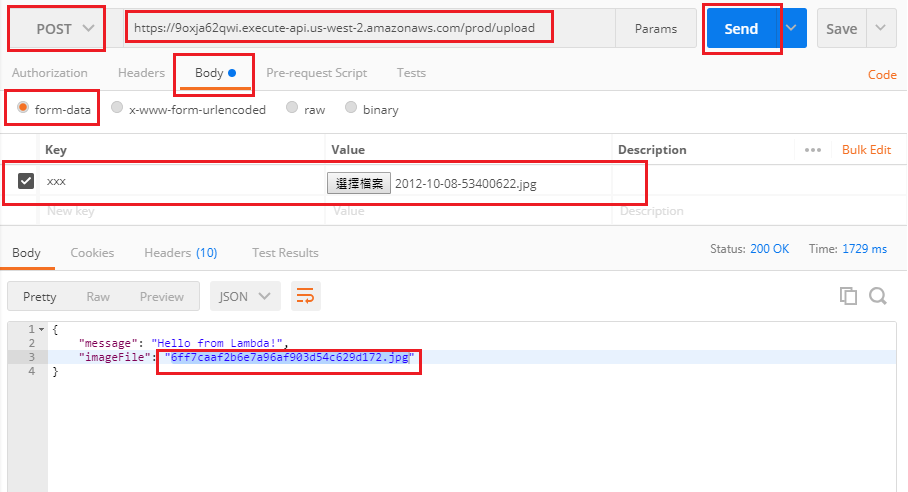 POST https://9oxja62qwi.execute-api.us-west-2.amazonaws.com/prod/upload Params Send Save
Authorization Headers Body Pre-request Script Tests Code
form-data x-www-form-urlencoded raw binary
Key Value Description ••• Bulk Edit
xxx 選擇檔案 2012-10-08-53400622.jpg
New key Value Description
Body Cookies Headers (10) Test Results Status: 200 OK Time: 1729 ms
Pretty Raw Preview JSON
1 {
2 "message": "Hello from Lambda!",
3 "imageFile": "6ff7caaf2b6e7a96af903d54c629d172.jpg"
4 }